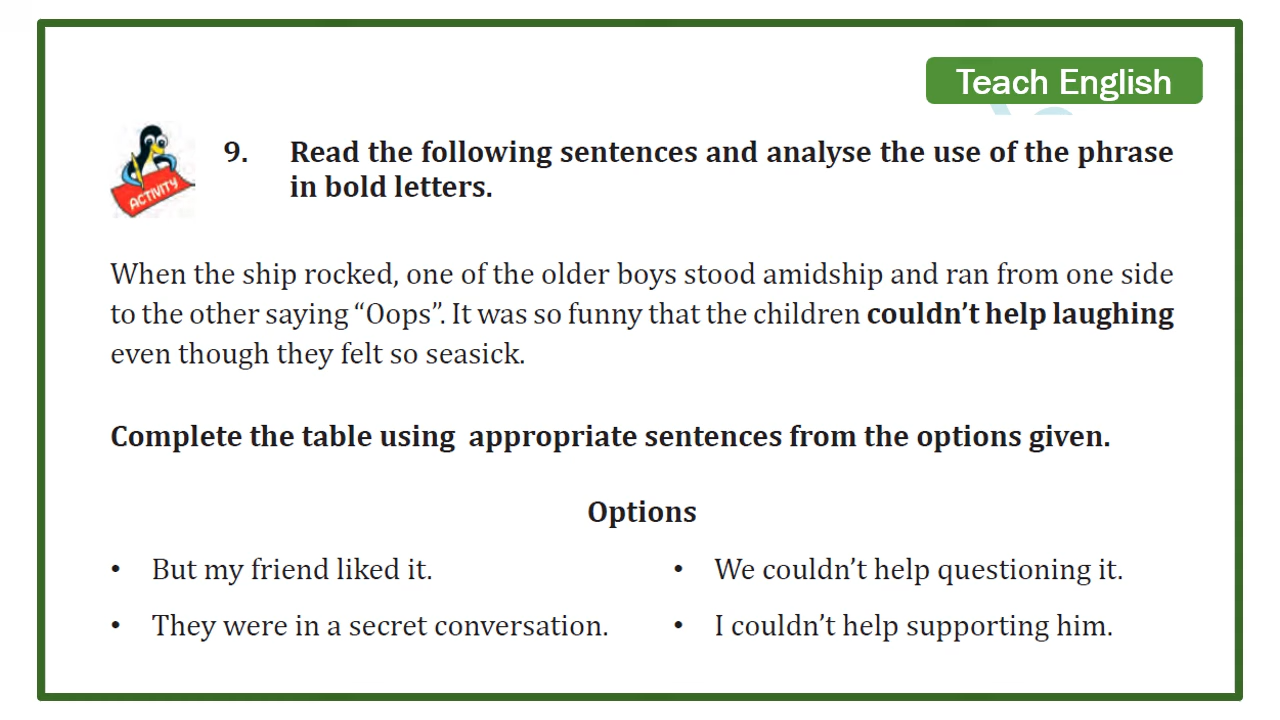 Teach English
ACTIVITY
9. Read the following sentences and analyse the use of the phrase
in bold letters.
When the ship rocked, one of the older boys stood amidship and ran from one side
to the other saying “Oops”. It was so funny that the children couldn’t help laughing
even though they felt so seasick.
Complete the table using appropriate sentences from the options given.
Options
• But my friend liked it.
• We couldn’t help questioning it.
• They were in a secret conversation.
• I couldn’t help supporting him.